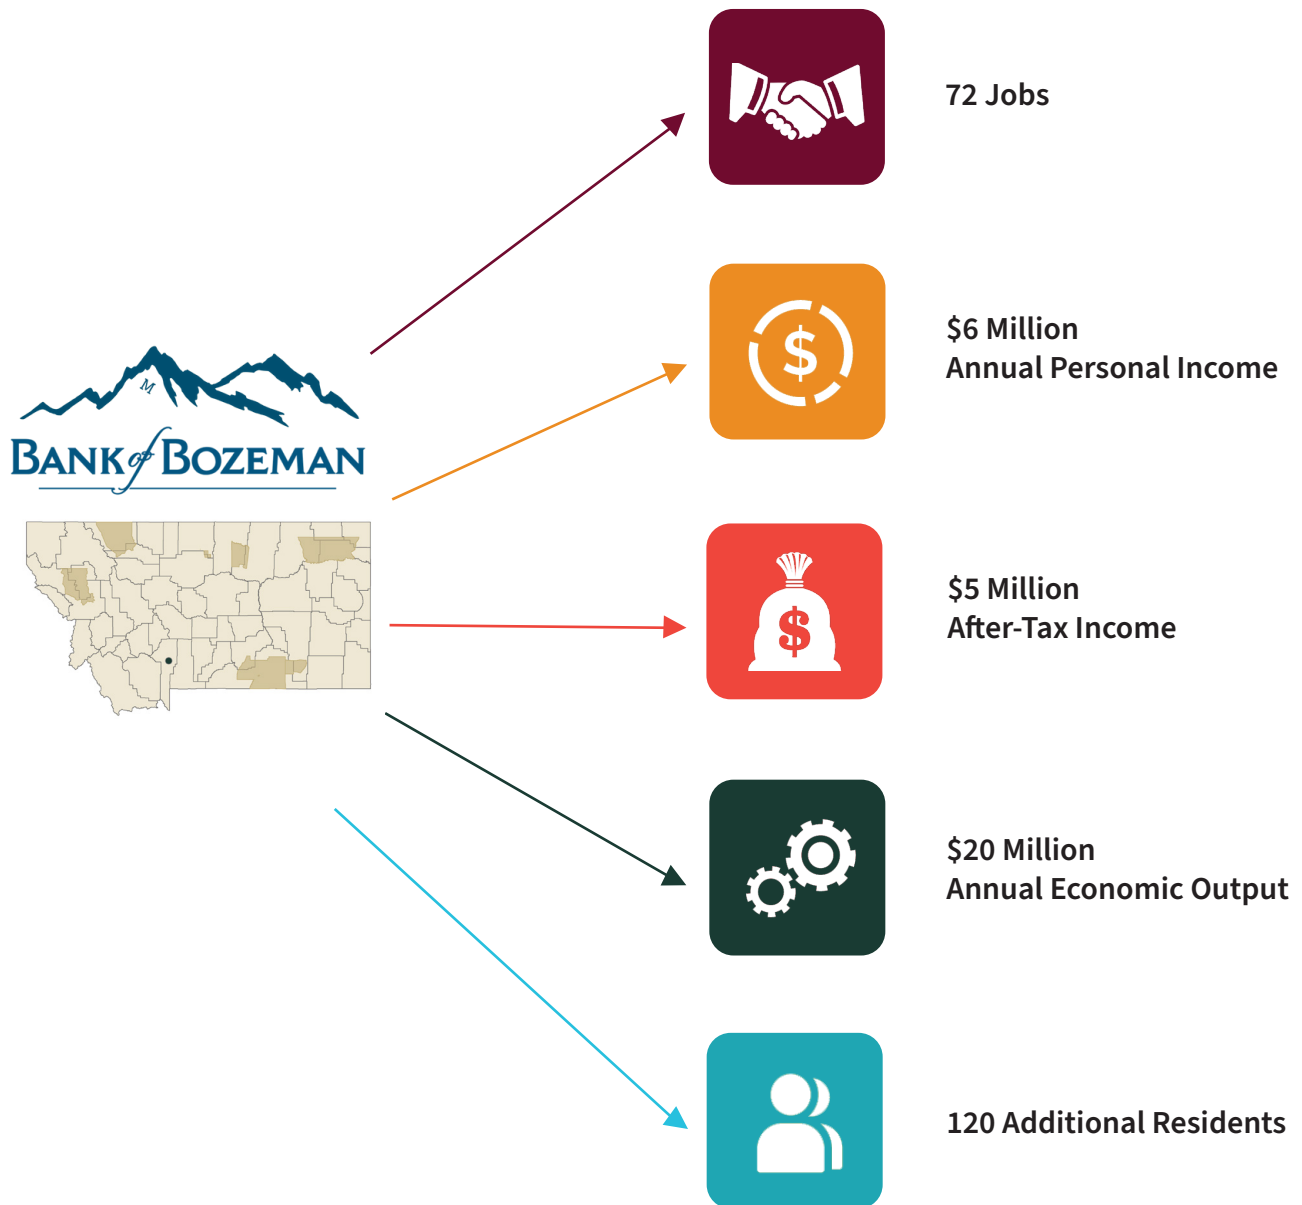 72 Jobs
$6 Million
Annual Personal Income
M
BANK of BOZEMAN
$5 Million
After-Tax Income
$20 Million
Annual Economic Output
120 Additional Residents